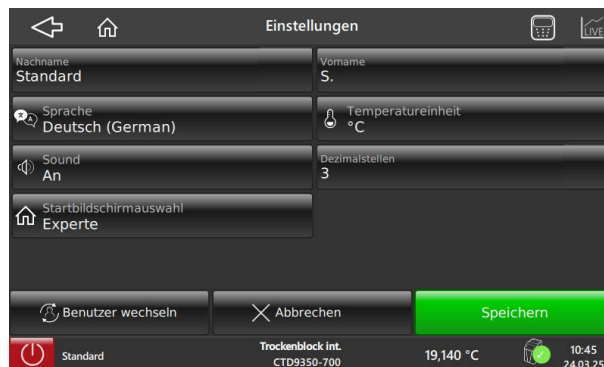 Einstellungen
LIVE
Nachname
Standard
Vorname
S.
Sprache
Deutsch (German)
Temperatureinheit
°C
Sound
An
Dezimalstellen
3
Startbildschirmauswahl
Experte
Benutzer wechseln
Abbrechen
Speichern
Standard
Trockenblock int.
CTD9350-700
19,140 °C
10:45
24.03.25